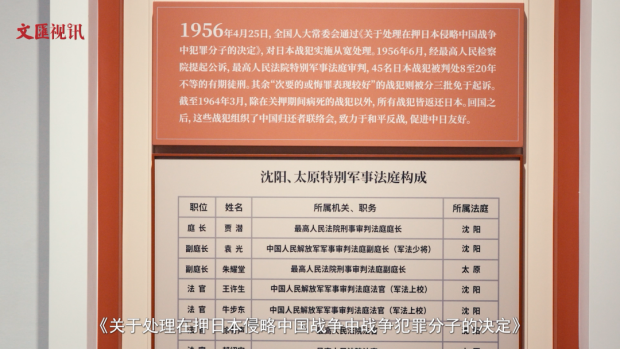 文匯视讯
1956年4月25日, 全国人大常委会通过《关于处理在押日本侵略中国战争
中犯罪分子的决定》, 对日本战犯实施从宽处理。1956年6月, 经最高人民检察
院提起公诉, 最高人民法院特别军事法庭审判, 45名日本战犯被判处8至20年
不等的有期徒刑。其余“次要的或悔罪表现较好”的战犯则被分三批免于起诉。
截至1964年3月, 除在关押期间病死的战犯以外, 所有战犯皆返还日本。回国之
后, 这些战犯组织了中国归还者联络会, 致力于和平反战, 促进中日友好。
沈阳、太原特别军事法庭构成
职位 姓名 所属机关、职务 所属法庭
庭 长 贾 潜 最高人民法院刑事审判庭庭长 沈 阳
副庭长 袁 光 中国人民解放军军事审判庭副庭长（军法少将） 沈 阳
副庭长 朱耀堂 最高人民法院刑事审判庭副庭长 太 原
法 官 王许生 中国人民解放军军事审判庭法官（军法上校） 沈 阳
法 官 牛步东 中国人民解放军军事审判庭法官（军法上校） 沈 阳
《关于处理在押日本侵略中国战争中战争犯罪分子的决定》